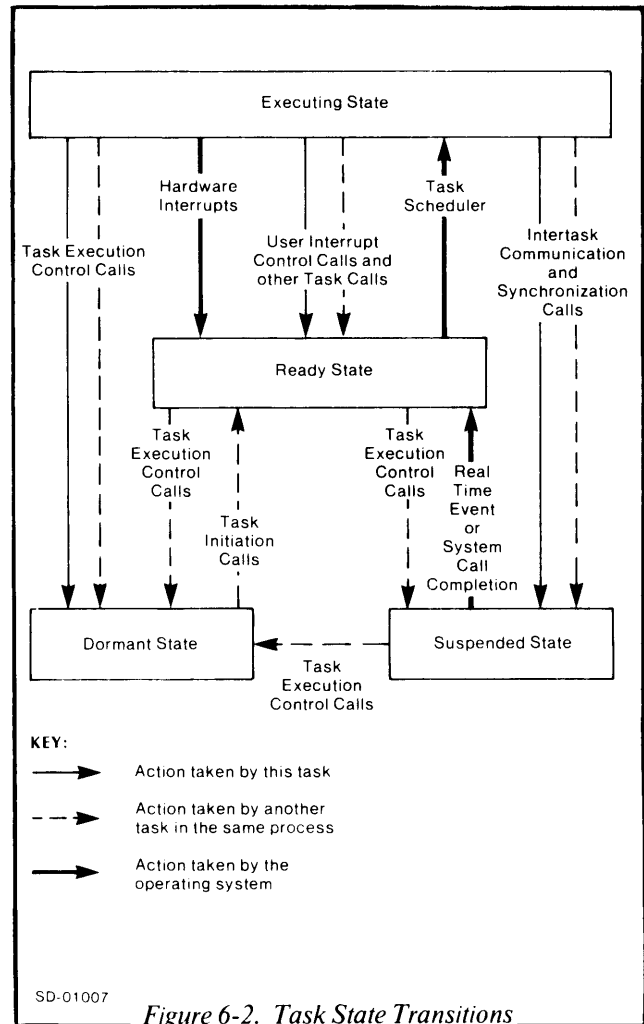 Executing State
Hardware
Interrupts
Task
Scheduler
Task Execution
Control Calls
User Interrupt
Control Calls and
other Task Calls
Intertask
Communication
and
Synchronization
Calls
Ready State
Task
Execution
Control
Calls
Task
Initiation
Calls
Task
Execution
Control
Calls
Real
Time
Event
or
System
Call
Completion
Dormant State
Suspended State
Task
Execution
Control Calls
KEY:
Action taken by this task
Action taken by another
task in the same process
Action taken by the
operating system
SD-01007
Figure 6-2. Task State Transitions